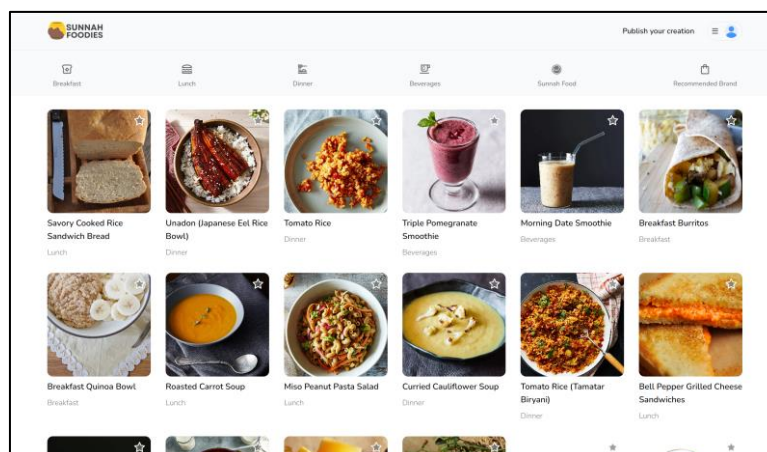 SUNNAH
FOODIES
Publish your creation
Breakfast
Lunch
Dinner
Beverages
Sunnah Food
Recommended Brand
Savory Cooked Rice
Sandwich Bread
Lunch
Unadon (Japanese Eel Rice
Bowl)
Dinner
Tomato Rice
Dinner
Triple Pomegranate
Smoothie
Beverages
Morning Date Smoothie
Beverages
Breakfast Burritos
Breakfast
Breakfast Quinoa Bowl
Breakfast
Roasted Carrot Soup
Lunch
Miso Peanut Pasta Salad
Lunch
Curried Cauliflower Soup
Dinner
Tomato Rice (Tamatar
Biryani)
Dinner
Bell Pepper Grilled Cheese
Sandwiches
Lunch